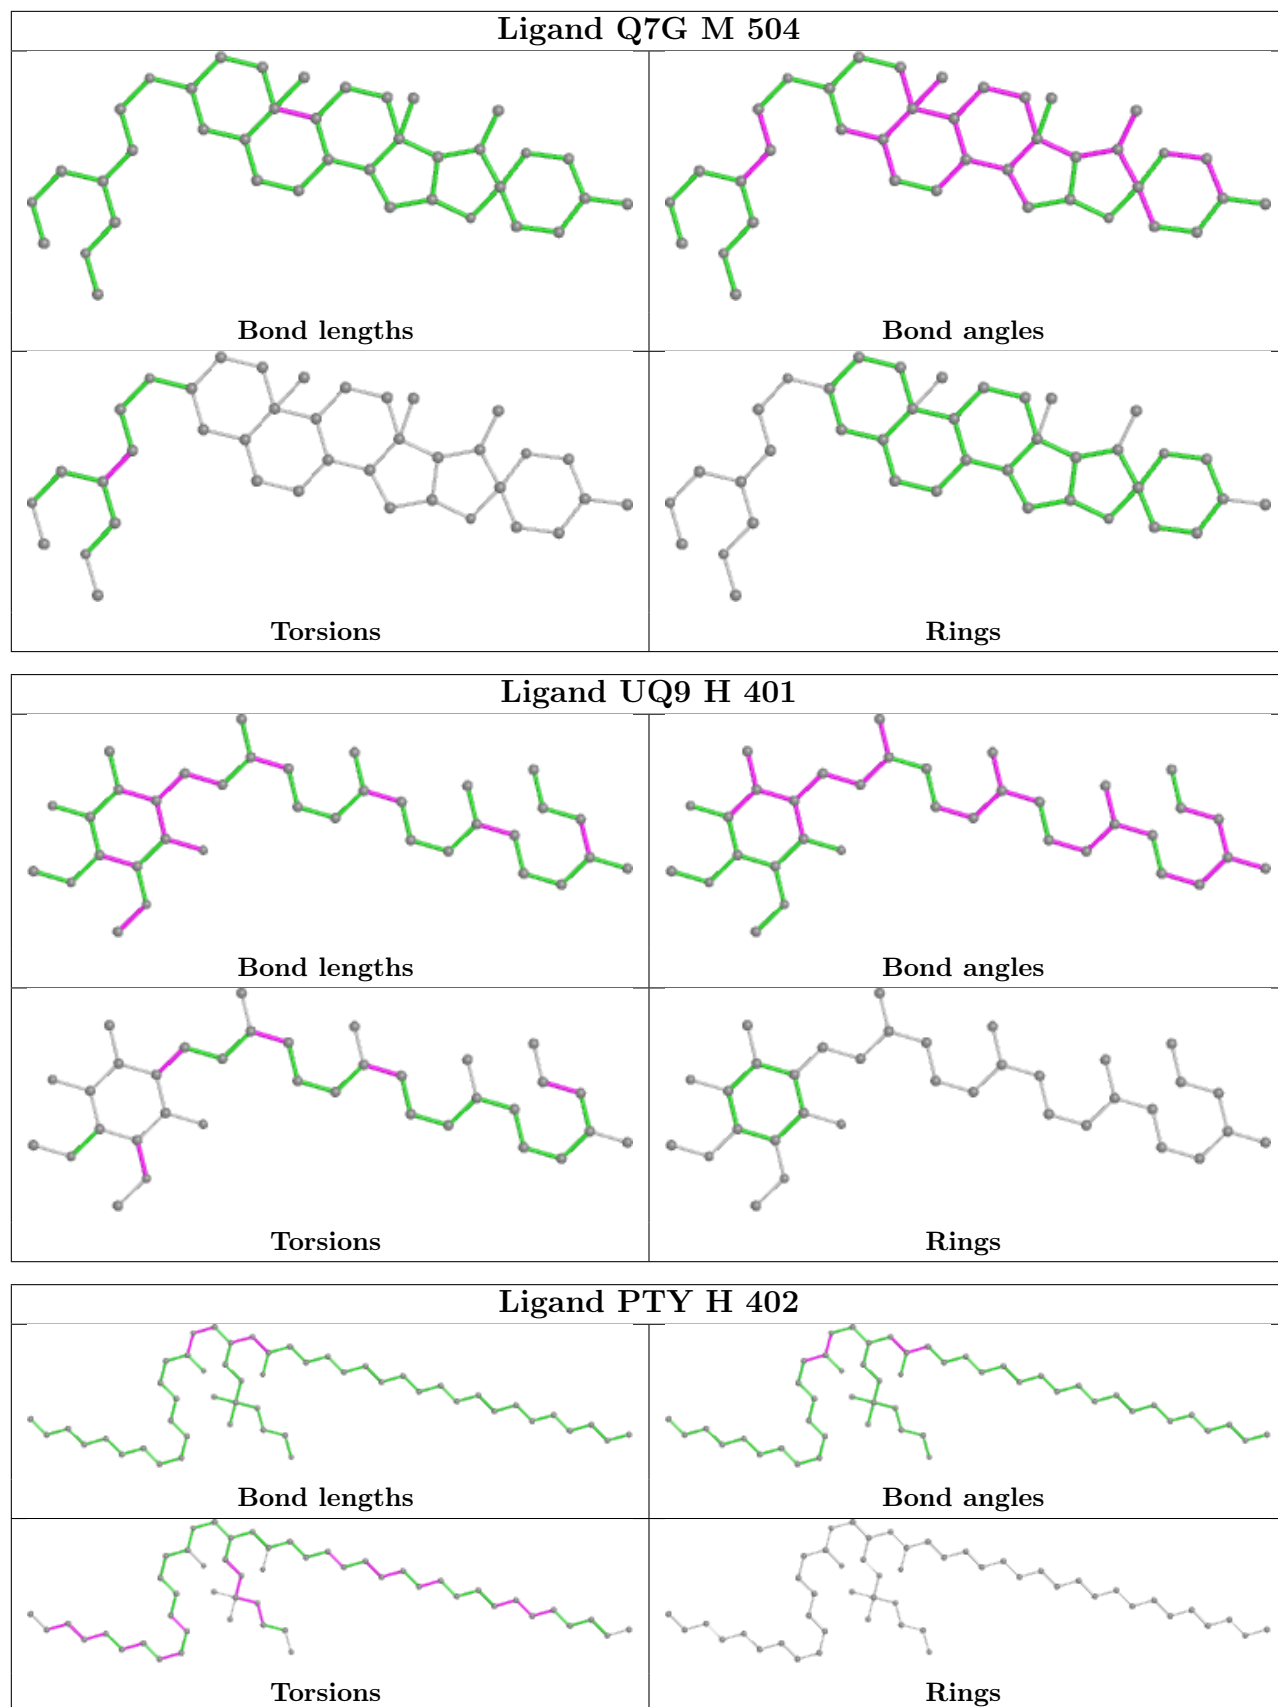 Ligand Q7G M 504
Bond lengths
Bond angles
Torsions
Rings
Ligand UQ9 H 401
Bond lengths
Bond angles
Torsions
Rings
Ligand PTY H 402
Bond lengths
Bond angles
Torsions
Rings